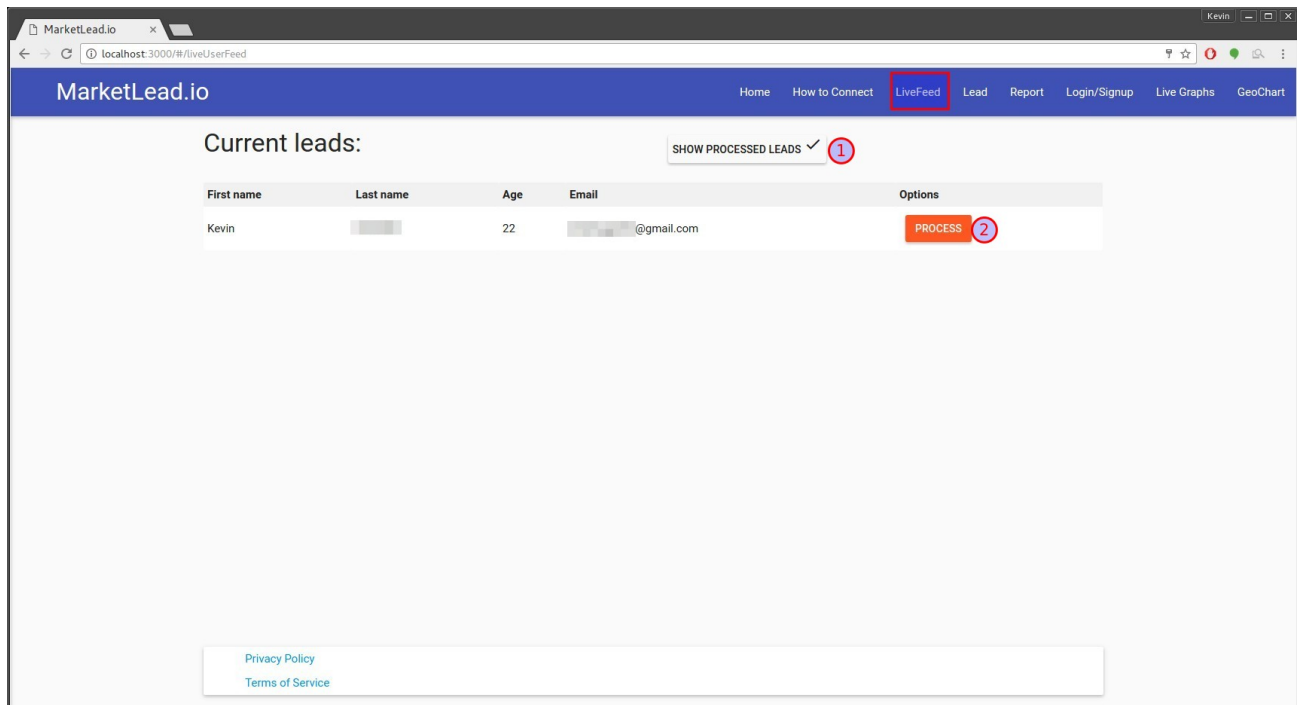 Kevin
MarketLead.io
localhost:3000/#/liveUserFeed
MarketLead.io Home How to Connect LiveFeed Lead Report Login/Signup Live Graphs GeoChart
Current leads: SHOW PROCESSED LEADS 1
First name Last name Age Email Options
Kevin 22 @gmail.com PROCESS 2
Privacy Policy
Terms of Service